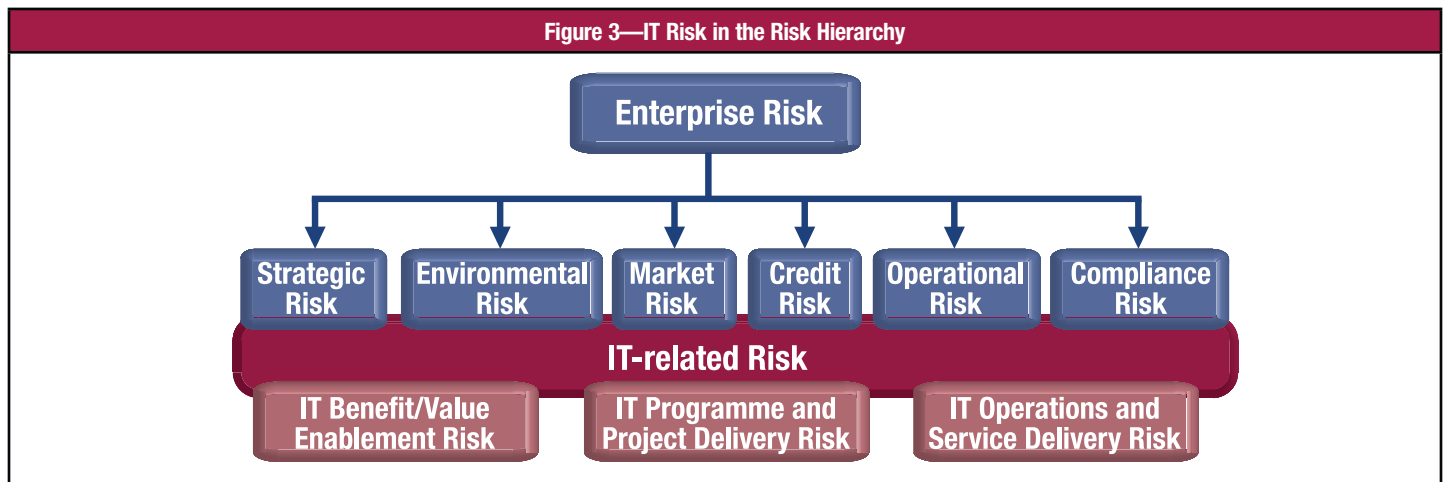 Figure 3—IT Risk in the Risk Hierarchy
Enterprise Risk
Strategic
Risk
Environmental
Risk
Market
Risk
Credit
Risk
Operational
Risk
Compliance
Risk
IT-related Risk
IT Benefit/Value
Enablement Risk
IT Programme and
Project Delivery Risk
IT Operations and
Service Delivery Risk